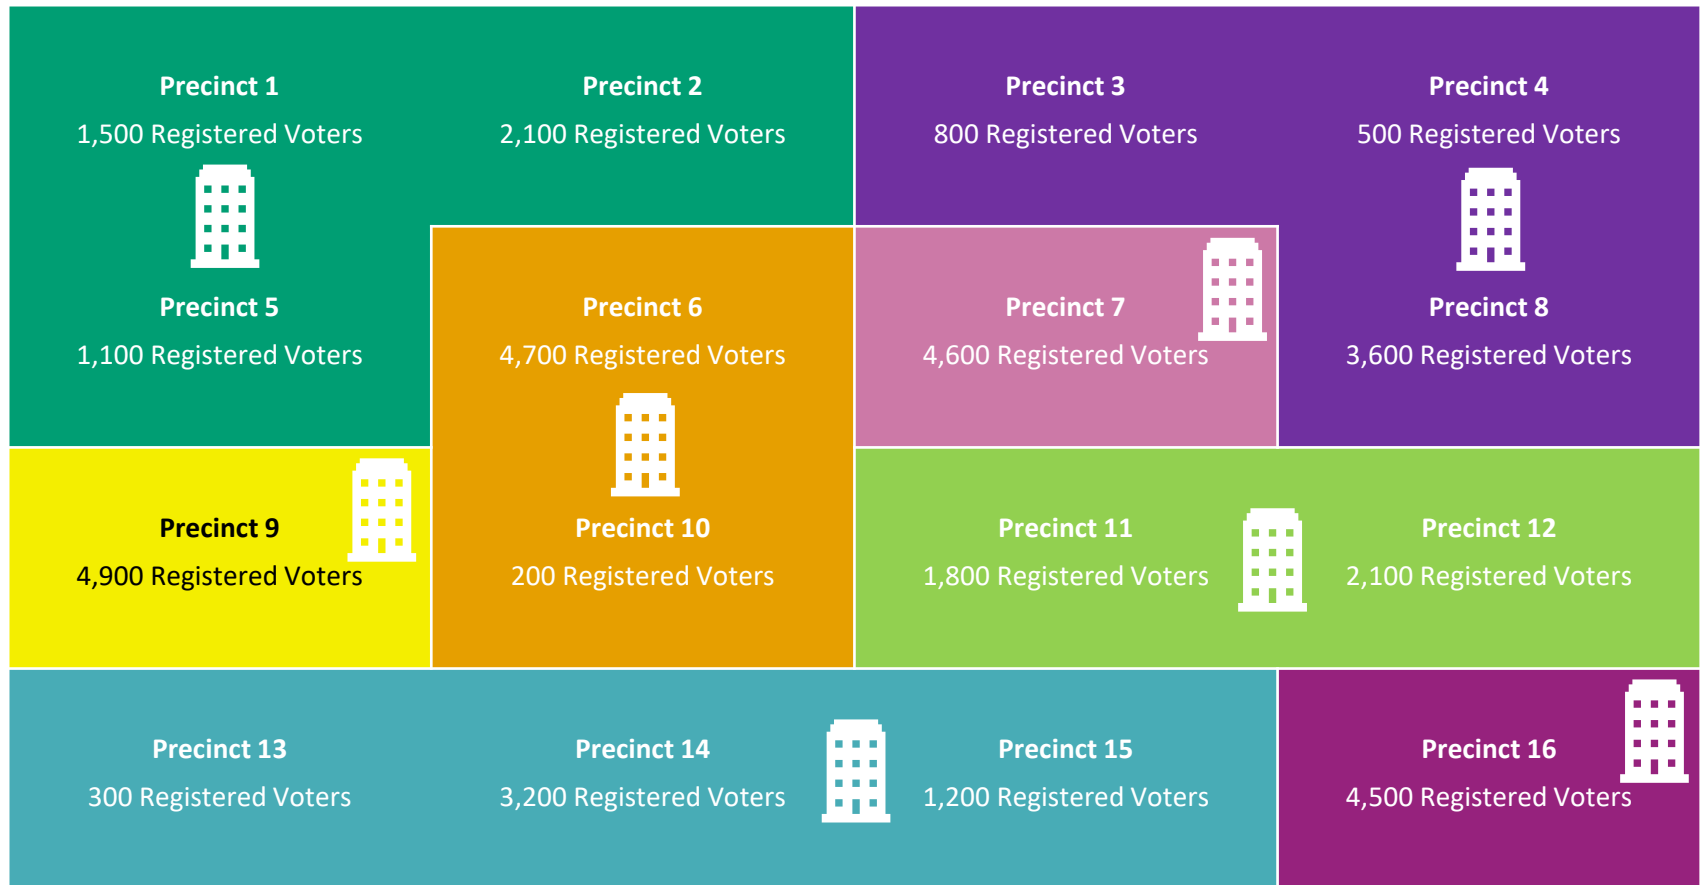 Precinct 1
1,500 Registered Voters
Precinct 2
2,100 Registered Voters
Precinct 3
800 Registered Voters
Precinct 4
500 Registered Voters
Precinct 5
1,100 Registered Voters
Precinct 6
4,700 Registered Voters
Precinct 7
4,600 Registered Voters
Precinct 8
3,600 Registered Voters
Precinct 9
4,900 Registered Voters
Precinct 10
200 Registered Voters
Precinct 11
1,800 Registered Voters
Precinct 12
2,100 Registered Voters
Precinct 13
300 Registered Voters
Precinct 14
3,200 Registered Voters
Precinct 15
1,200 Registered Voters
Precinct 16
4,500 Registered Voters